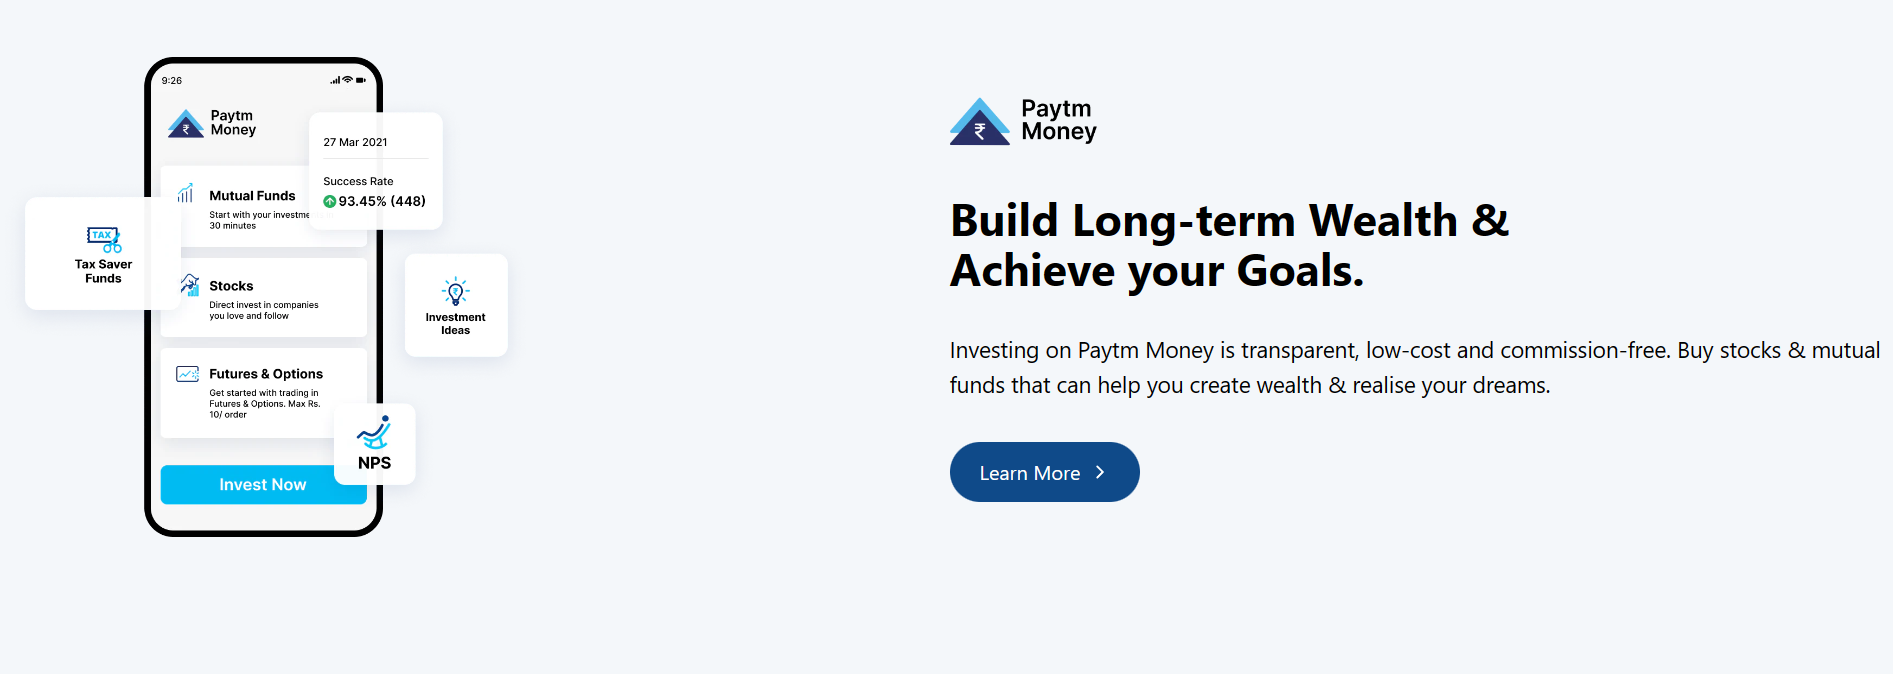 9:26
Paytm
Money
27 Mar 2021
Success Rate
93.45% (448)
Mutual Funds
Start with your investme
30 minutes
TAX
Tax Saver
Funds
Stocks
Direct invest in companies
you love and follow
Investment
Ideas
Futures & Options
Get started with trading in
Futures & Options. Max Rs.
10/ order
NPS
Invest Now
Paytm
Money
Build Long-term Wealth &
Achieve your Goals.
Investing on Paytm Money is transparent, low-cost and commission-free. Buy stocks & mutual
funds that can help you create wealth & realise your dreams.
Learn More